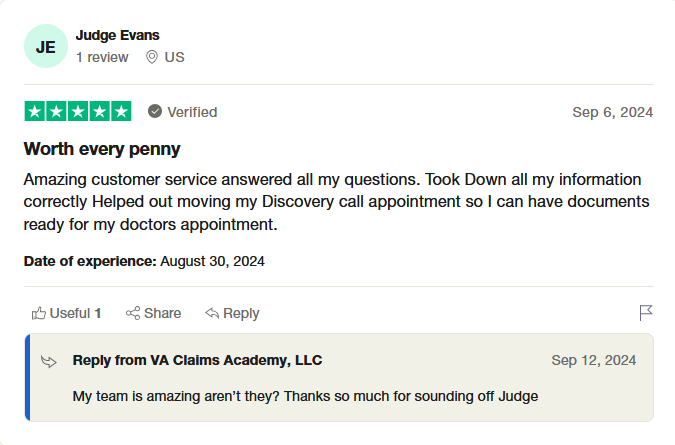 JE
Judge Evans
1 review US
Verified Sep 6, 2024
Worth every penny
Amazing customer service answered all my questions. Took Down all my information
correctly Helped out moving my Discovery call appointment so I can have documents
ready for my doctors appointment.
Date of experience: August 30, 2024
Useful 1 Share Reply
Reply from VA Claims Academy, LLC Sep 12, 2024
My team is amazing aren’t they? Thanks so much for sounding off Judge